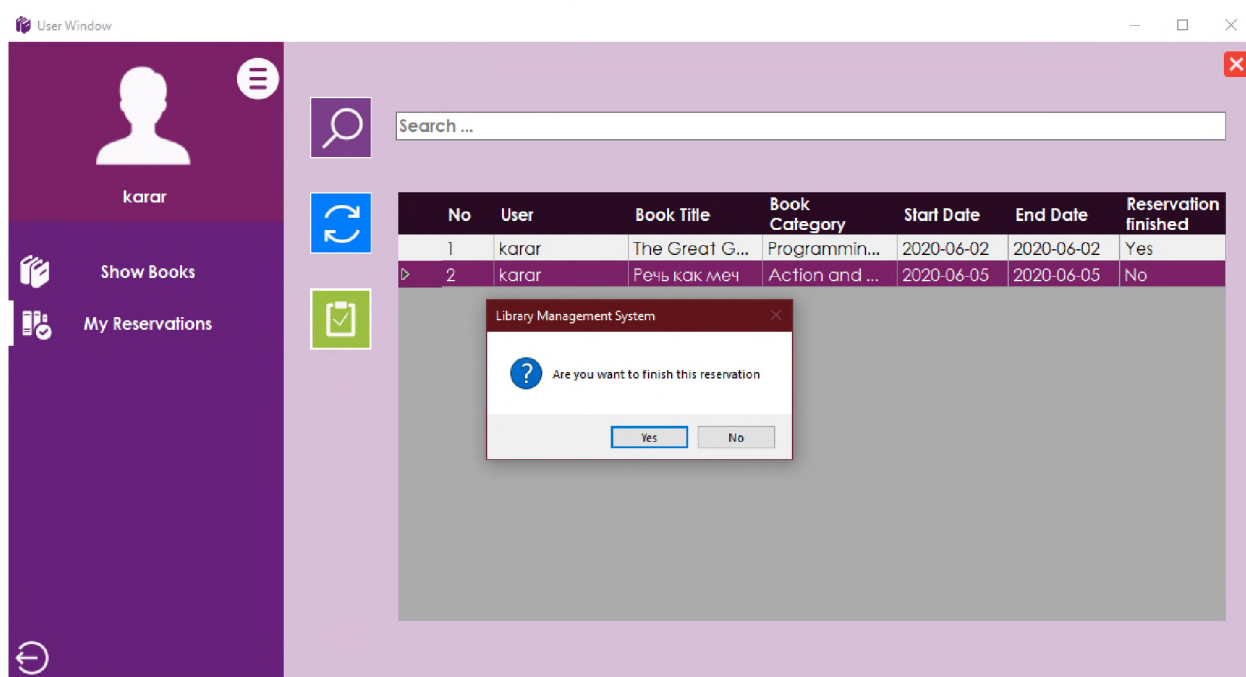 User Window
karar
Show Books
My Reservations
Search ...
No User Book Title Book Category Start Date End Date Reservation finished
1 karar The Great G... Programmin... 2020-06-02 2020-06-02 Yes
2 karar Речь как меч Action and ... 2020-06-05 2020-06-05 No
Library Management System
Are you want to finish this reservation
Yes No